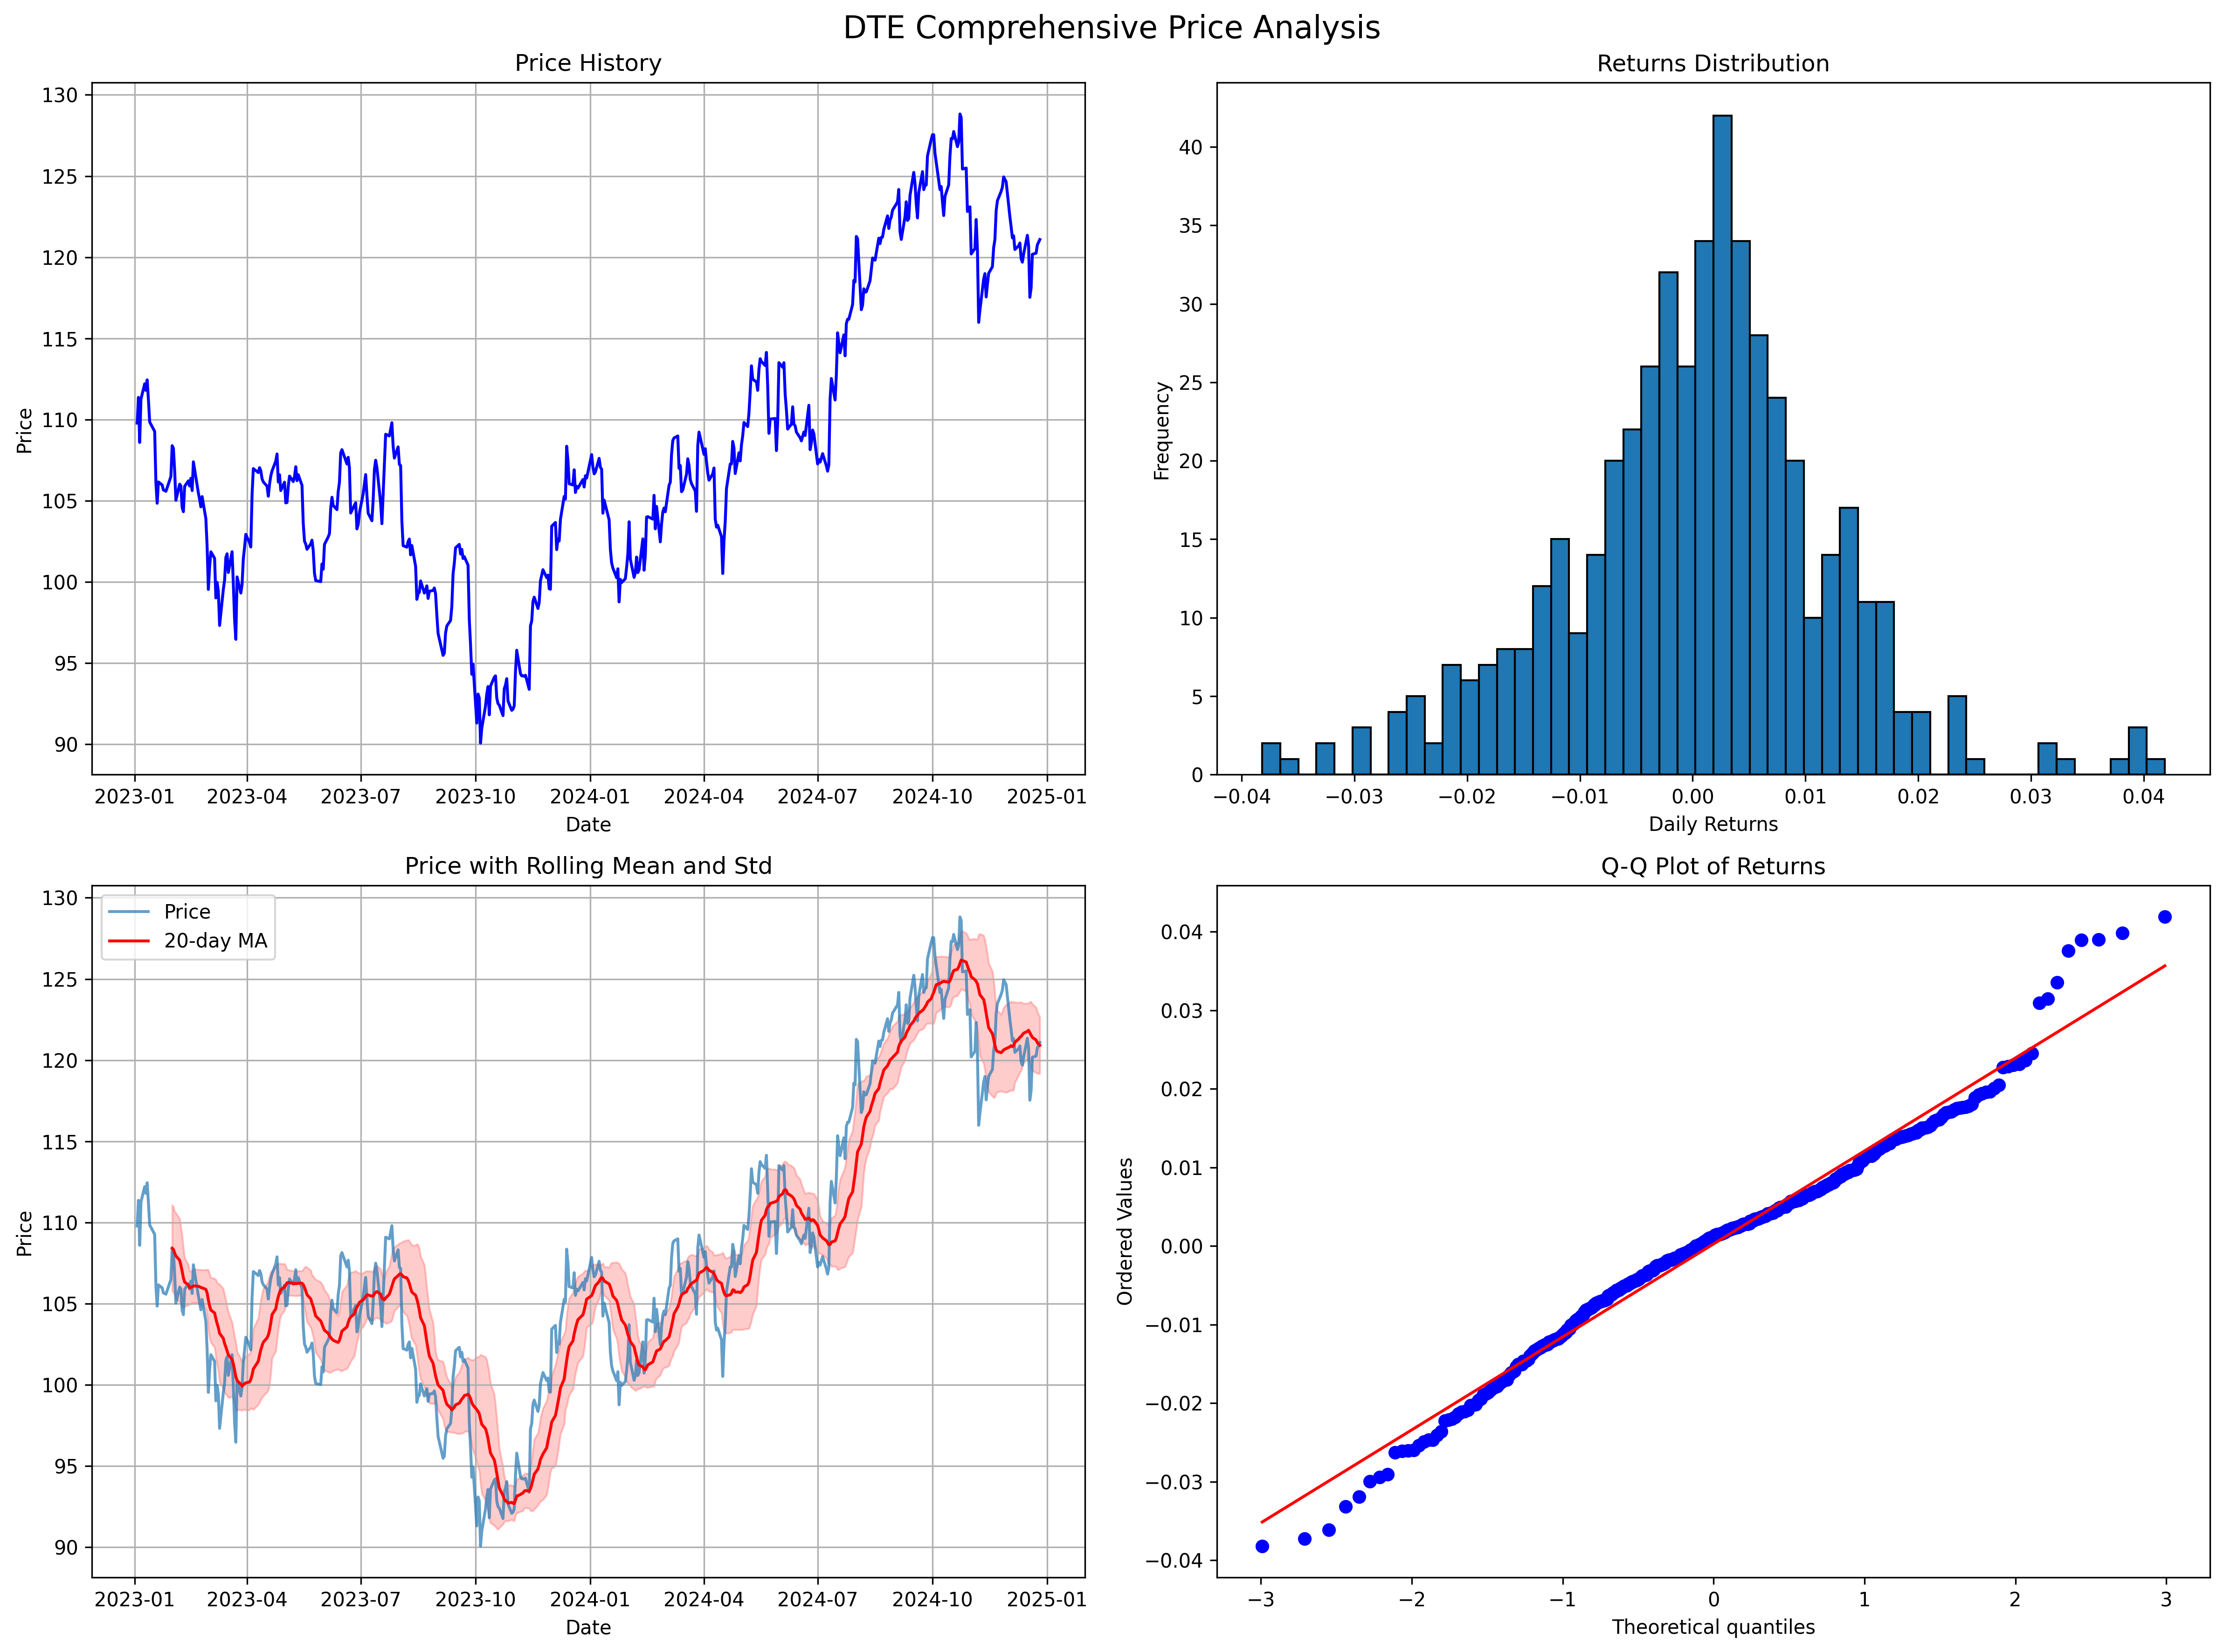 DTE Comprehensive Price Analysis
Price History
130
125
120
115
110
105
100
95
90
Price
2023-01 2023-04 2023-07 2023-10 2024-01 2024-04 2024-07 2024-10 2025-01
Date
Returns Distribution
40
35
30
25
20
15
10
5
0
Frequency
−0.04 −0.03 −0.02 −0.01 0.00 0.01 0.02 0.03 0.04
Daily Returns
Price with Rolling Mean and Std
Price
20-day MA
130
125
120
115
110
105
100
95
90
Price
2023-01 2023-04 2023-07 2023-10 2024-01 2024-04 2024-07 2024-10 2025-01
Date
Q-Q Plot of Returns
0.04
0.03
0.02
0.01
0.00
−0.01
−0.02
−0.03
−0.04
Ordered Values
−3 −2 −1 0 1 2 3
Theoretical quantiles